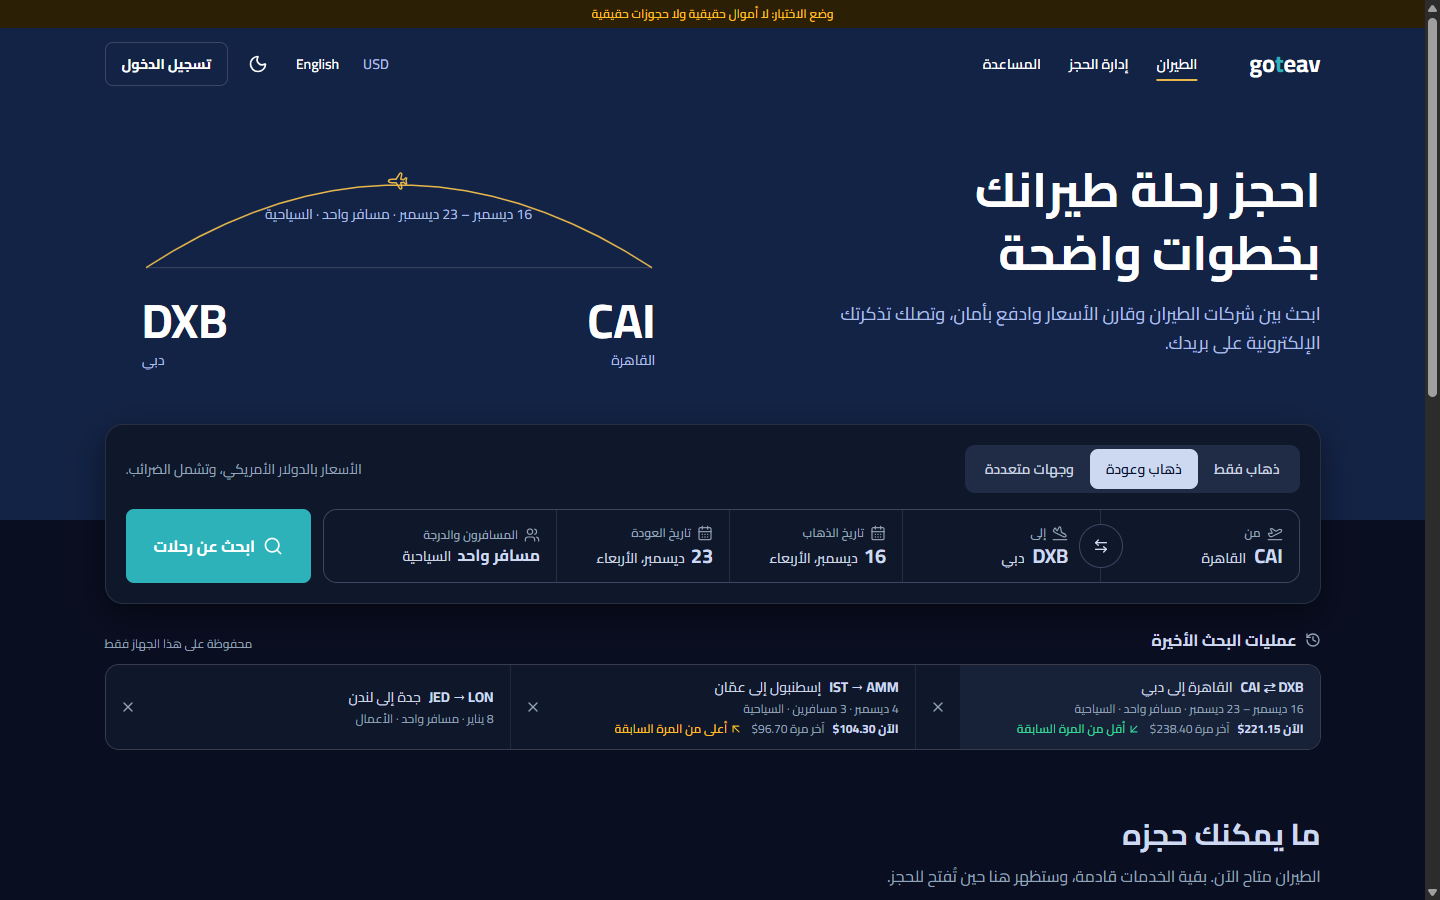 وضع الاختبار: لا أموال حقيقية ولا حجوزات حقيقية
goteav
الطيران
إدارة الحجز
المساعدة
USD
English
تسجيل الدخول
احجز رحلة طيرانك
بخطوات واضحة
ابحث بين شركات الطيران وقارن الأسعار وادفع بأمان، وتصلك تذكرتك
الإلكترونية على بريدك.
16 ديسمبر – 23 ديسمبر · مسافر واحد · السياحية
CAI
القاهرة
DXB
دبي
ذهاب فقط
ذهاب وعودة
وجهات متعددة
الأسعار بالدولار الأمريكي، وتشمل الضرائب.
من
CAI القاهرة
إلى
DXB دبي
تاريخ الذهاب
16 ديسمبر، الأربعاء
تاريخ العودة
23 ديسمبر، الأربعاء
المسافرون والدرجة
مسافر واحد السياحية
ابحث عن رحلات
عمليات البحث الأخيرة
محفوظة على هذا الجهاز فقط
CAI ⇄ DXB القاهرة إلى دبي
16 ديسمبر – 23 ديسمبر · مسافر واحد · السياحية
الآن $221.15 آخر مرة $238.40 ↙ أقل من المرة السابقة
IST → AMM إسطنبول إلى عمّان
4 ديسمبر · 3 مسافرين · السياحية
الآن $104.30 آخر مرة $96.70 ↖ أعلى من المرة السابقة
JED → LON جدة إلى لندن
8 يناير · مسافر واحد · الأعمال
ما يمكنك حجزه
الطيران متاح الآن. بقية الخدمات قادمة، وستظهر هنا حين تُفتح للحجز.